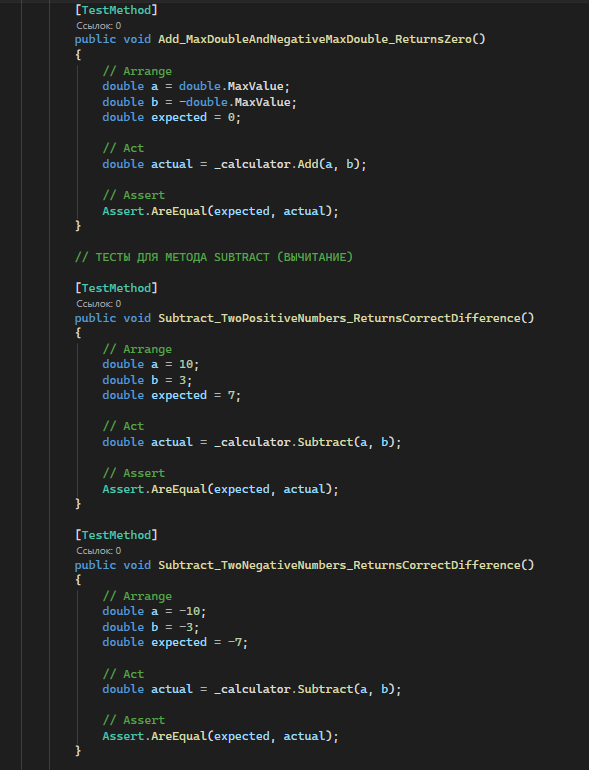 [TestMethod]
Ссылок: 0
public void Add_MaxDoubleAndNegativeMaxDouble_ReturnsZero()
{
// Arrange
double a = double.MaxValue;
double b = -double.MaxValue;
double expected = 0;
// Act
double actual = _calculator.Add(a, b);
// Assert
Assert.AreEqual(expected, actual);
}
// ТЕСТЫ ДЛЯ МЕТОДА SUBTRACT (ВЫЧИТАНИЕ)
[TestMethod]
Ссылок: 0
public void Subtract_TwoPositiveNumbers_ReturnsCorrectDifference()
{
// Arrange
double a = 10;
double b = 3;
double expected = 7;
// Act
double actual = _calculator.Subtract(a, b);
// Assert
Assert.AreEqual(expected, actual);
}
[TestMethod]
Ссылок: 0
public void Subtract_TwoNegativeNumbers_ReturnsCorrectDifference()
{
// Arrange
double a = -10;
double b = -3;
double expected = -7;
// Act
double actual = _calculator.Subtract(a, b);
// Assert
Assert.AreEqual(expected, actual);
}